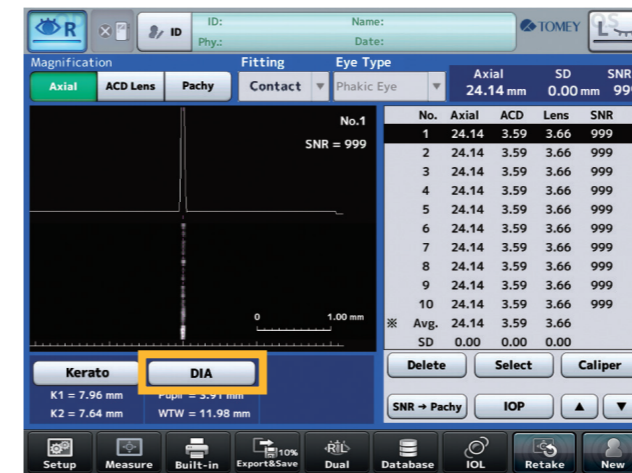 R ID ID: Name: TOMEY L
Phy.: Date:
Magnification Fitting Eye Type
Axial ACD Lens Pachy Contact Phakic Eye
Axial SD SNR
24.14 mm 0.00 mm 999
No.1
SNR = 999
0 1.00 mm
No. Axial ACD Lens SNR
1 24.14 3.59 3.66 999
2 24.14 3.59 3.66 999
3 24.14 3.59 3.66 999
4 24.14 3.59 3.66 999
5 24.14 3.59 3.66 999
6 24.14 3.59 3.66 999
7 24.14 3.59 3.66 999
8 24.14 3.59 3.66 999
9 24.14 3.59 3.66 999
10 24.14 3.59 3.66 999
※ Avg. 24.14 3.59 3.66
SD 0.00 0.00 0.00
Kerato DIA
K1 = 7.96 mm Pupil = 3.91 mm
K2 = 7.64 mm WTW = 11.98 mm
Delete Select Caliper
SNR → Pachy IOP ▲ ▼
10%
Setup Measure Built-in Export&Save Dual Database IOL Retake New